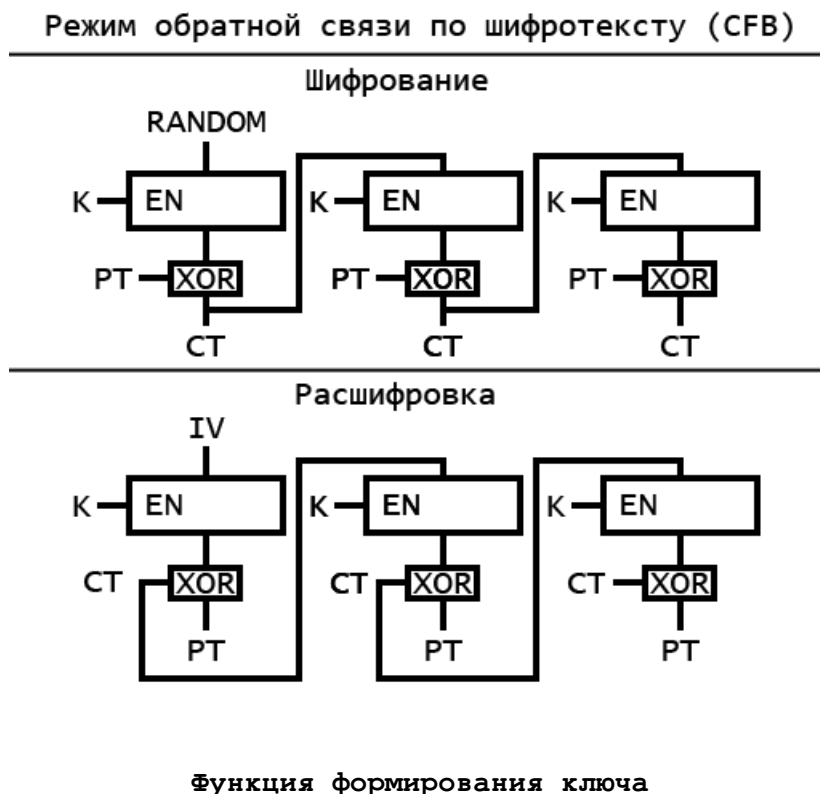 Режим обратной связи по шифротексту (CFB)
Шифрование
RANDOM
K EN K EN K EN
PT XOR PT XOR PT XOR
CT CT CT
Расшифровка
IV
K EN K EN K EN
CT XOR CT XOR CT XOR
PT PT PT
Функция формирования ключа